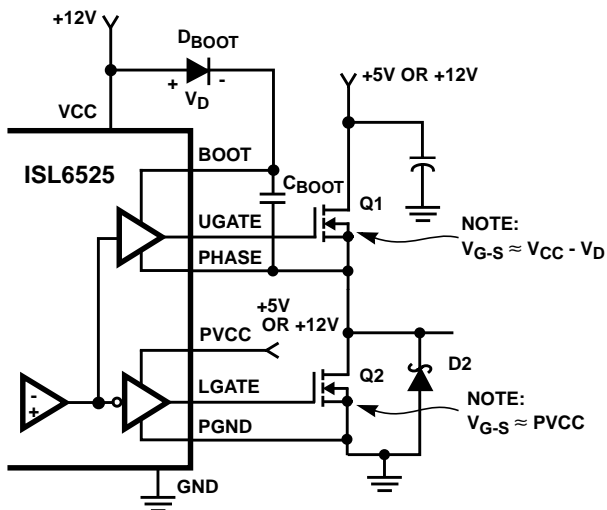 +12V
DBOOT
+ -
VD
VCC
+5V OR +12V
BOOT
ISL6525
CBOOT
Q1
UGATE
NOTE:
VG-S ≈ VCC - VD
PHASE
+5V
OR +12V
PVCC
Q2
D2
LGATE
NOTE:
VG-S ≈ PVCC
-
+
PGND
GND